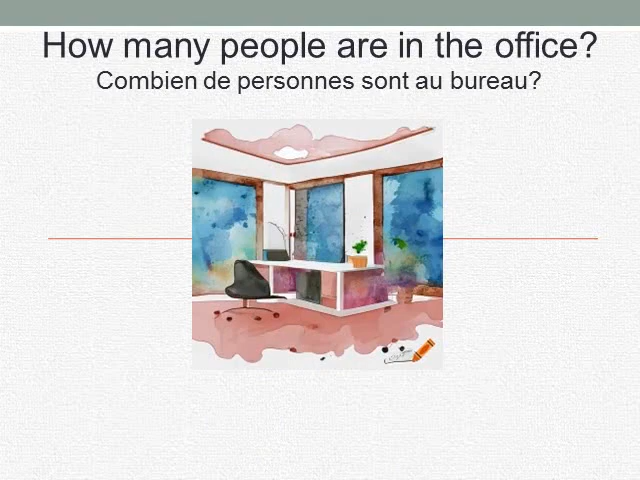 How many people are in the office?
Combien de personnes sont au bureau?